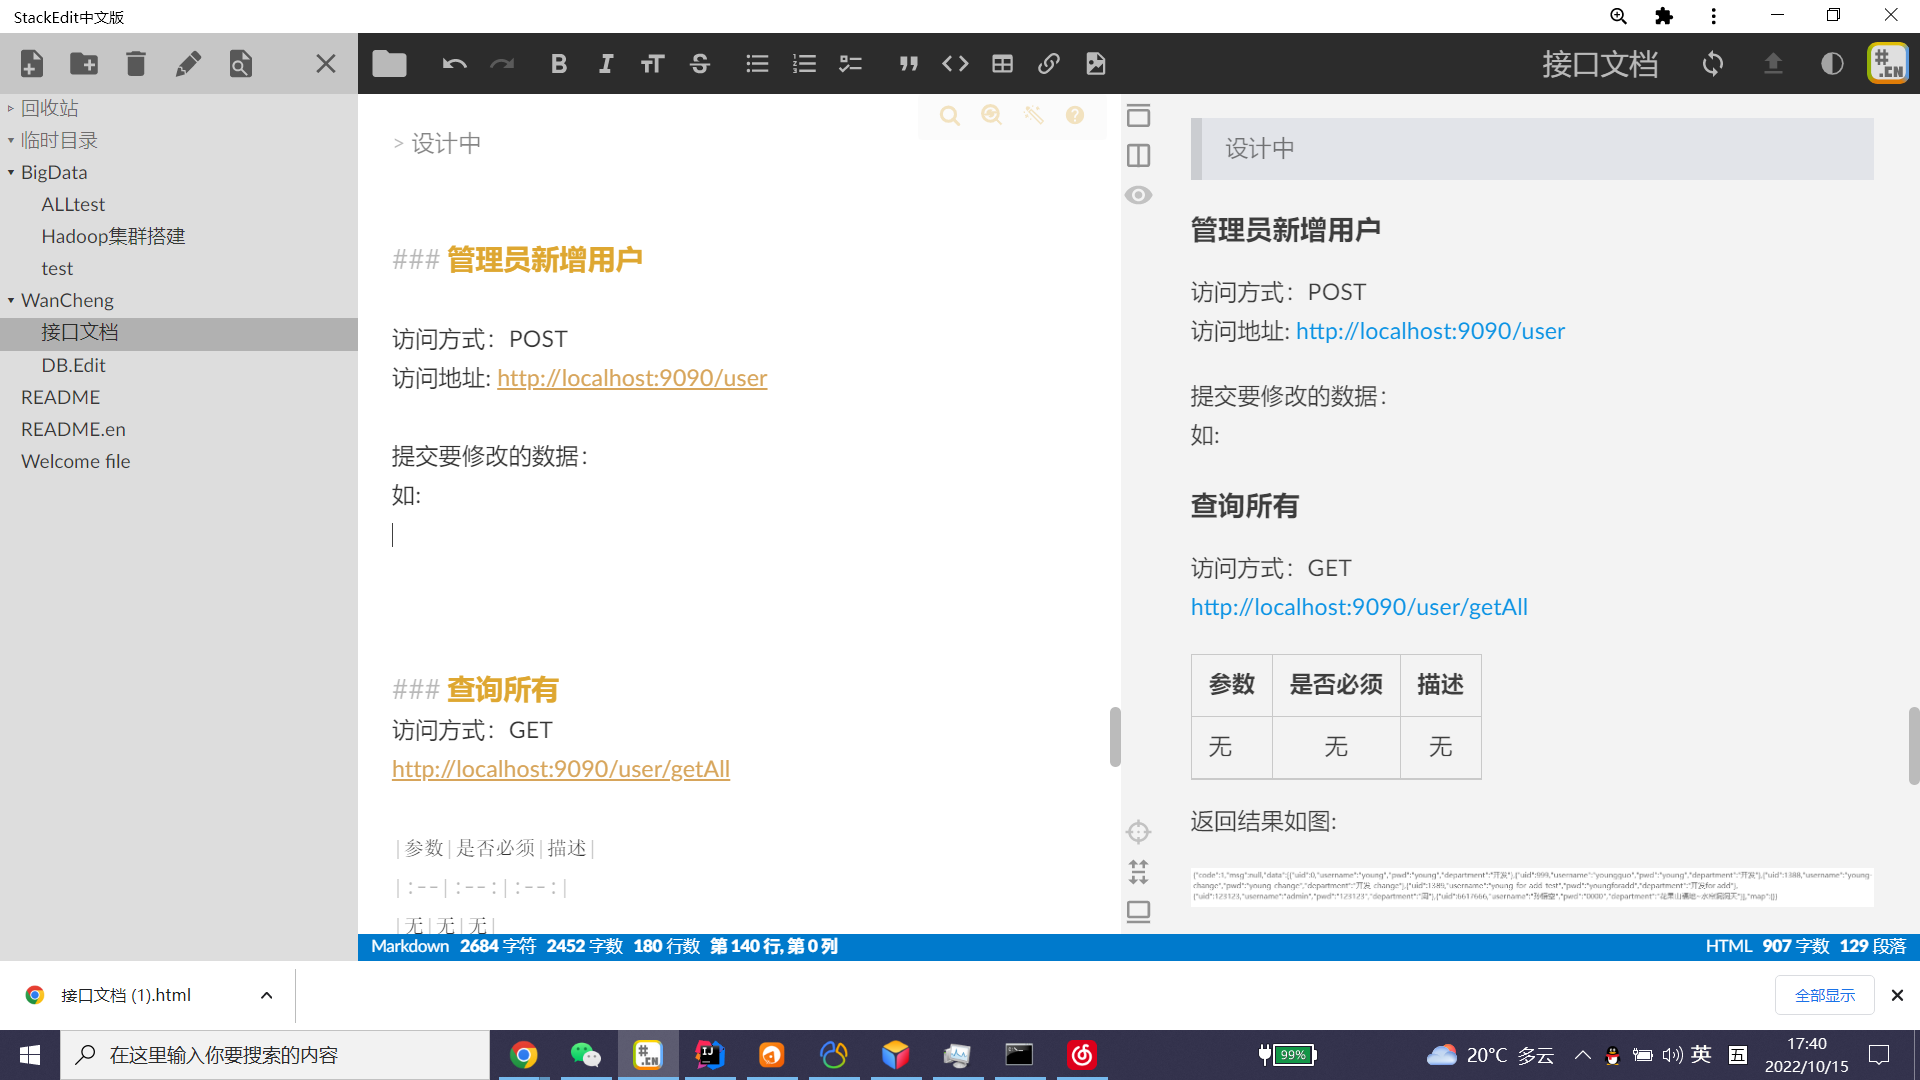 StackEdit中文版
接口文档
回收站
临时目录
BigData
ALLtest
Hadoop集群搭建
test
WanCheng
接口文档
DB.Edit
README
README.en
Welcome file
> 设计中
### 管理员新增用户
访问方式：POST
访问地址: http://localhost:9090/user
提交要修改的数据：
如:
### 查询所有
访问方式：GET
http://localhost:9090/user/getAll
|参数|是否必须|描述|
|:--|:--:|:--:|
|无|无|无|
设计中
管理员新增用户
访问方式：POST
访问地址: http://localhost:9090/user
提交要修改的数据：
如:
查询所有
访问方式：GET
http://localhost:9090/user/getAll
参数 是否必须 描述
无 无 无
返回结果如图:
Markdown 2684 字符 2452 字数 180 行数 第 140 行, 第 0 列
HTML 907 字数 129 段落
接口文档 (1).html
全部显示
在这里输入你要搜索的内容
99%
20°C 多云
英
五
17:40
2022/10/15